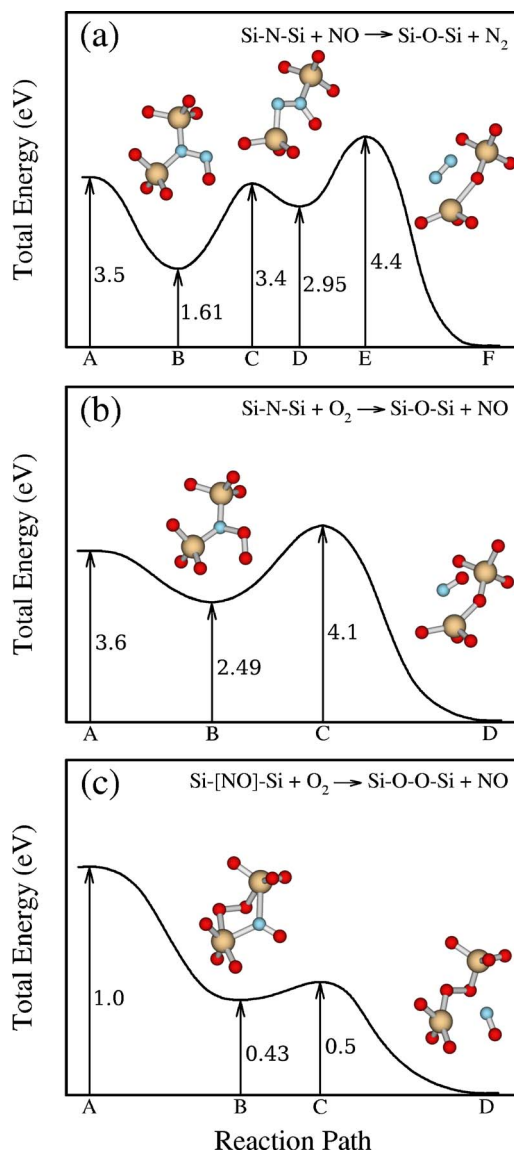 (a)
Si-N-Si + NO → Si-O-Si + N₂
Total Energy (eV)
3.5
1.61
3.4
2.95
4.4
A B C D E F
(b)
Si-N-Si + O₂ → Si-O-Si + NO
Total Energy (eV)
3.6
2.49
4.1
A B C D
(c)
Si-[NO]-Si + O₂ → Si-O-O-Si + NO
Total Energy (eV)
1.0
0.43
0.5
A B C D
Reaction Path